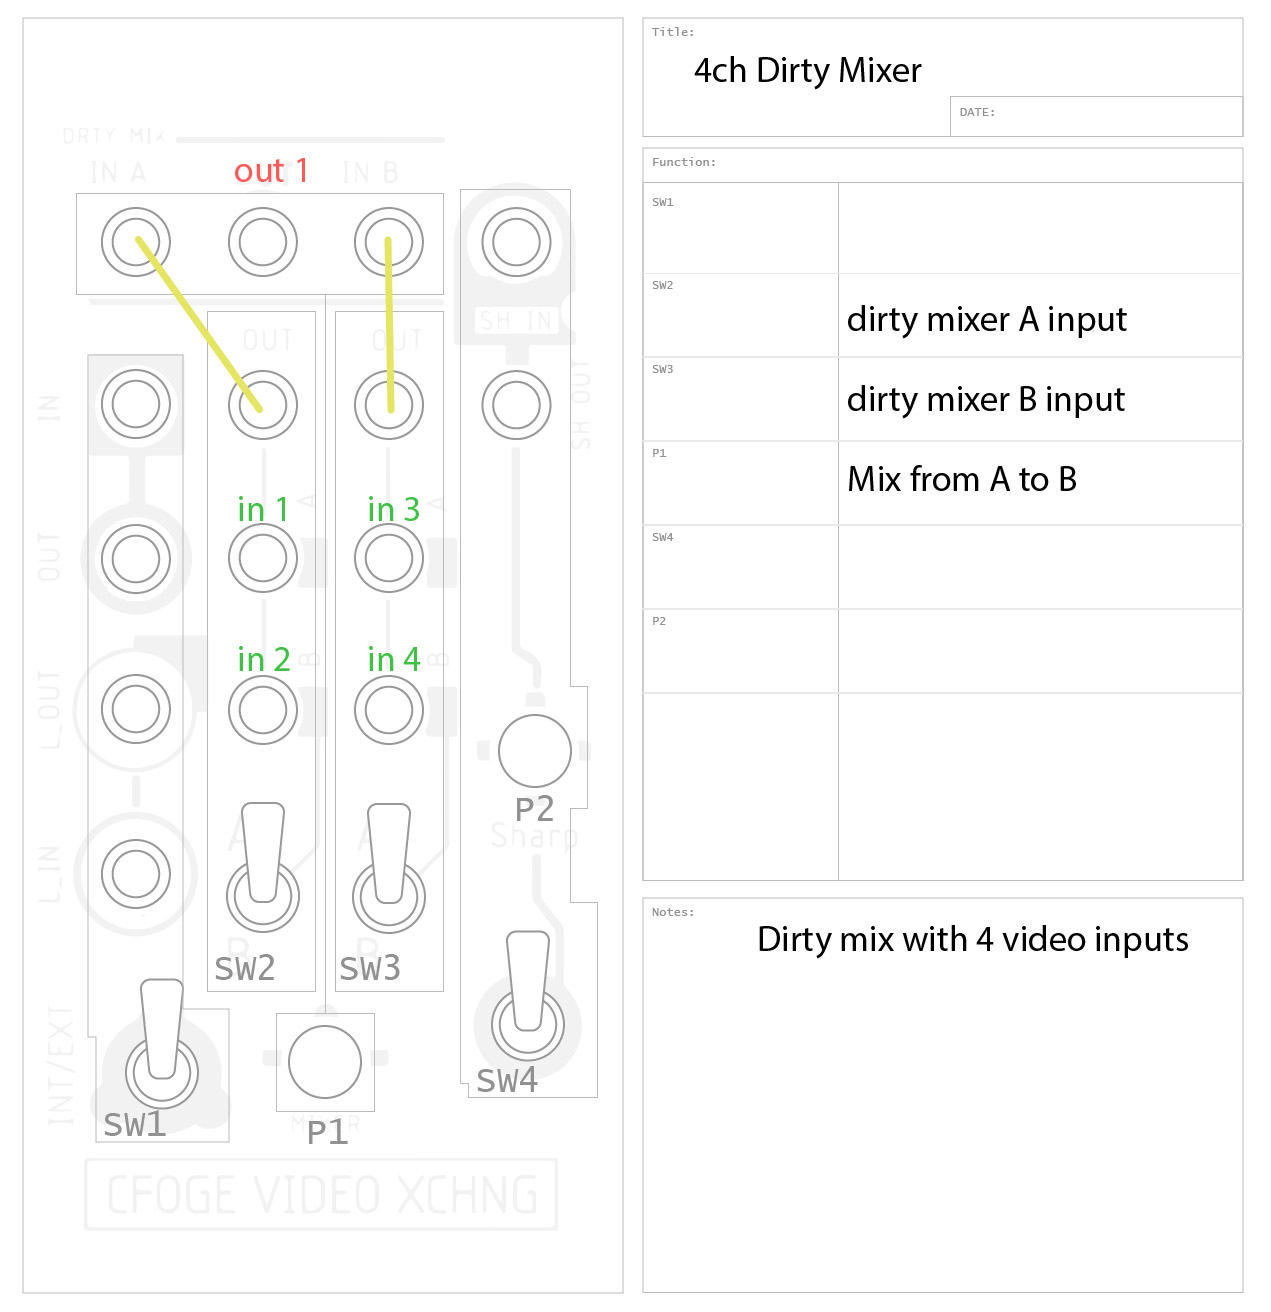 DRTY MIX
IN A
out 1
IN B
SH IN
OUT
OUT
IN
SH OUT
in 1
A
in 3
A
OUT
in 2
B
in 4
B
L_OUT
P2
Sharp
A
A
L_IN
B
B
SW2
SW3
INT/EXT
SW4
SW1
MIXER
P1
CFOGE VIDEO XCHNG
Title:
4ch Dirty Mixer
DATE:
Function:
SW1
SW2
dirty mixer A input
SW3
dirty mixer B input
P1
Mix from A to B
SW4
P2
Notes:
Dirty mix with 4 video inputs